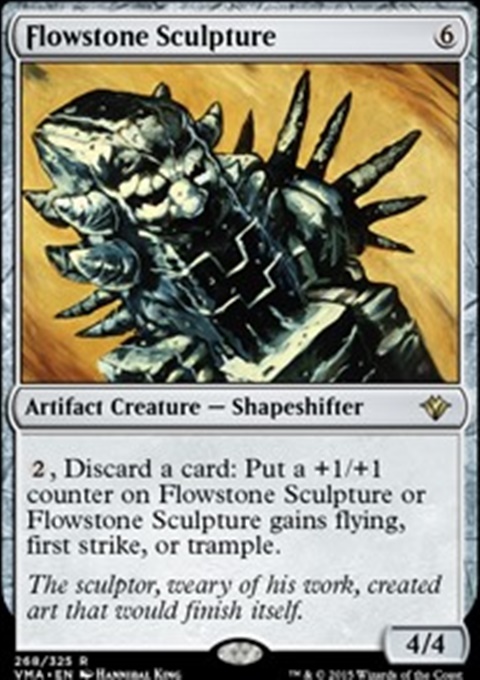 Flowstone Sculpture 6
Artifact Creature — Shapeshifter
2, Discard a card: Put a +1/+1
counter on Flowstone Sculpture or
Flowstone Sculpture gains flying,
first strike, or trample.
The sculptor, weary of his work, created
art that would finish itself.
4/4
268/325 R
VMA • EN Hannibal King ™ & © 2015 Wizards of the Coast